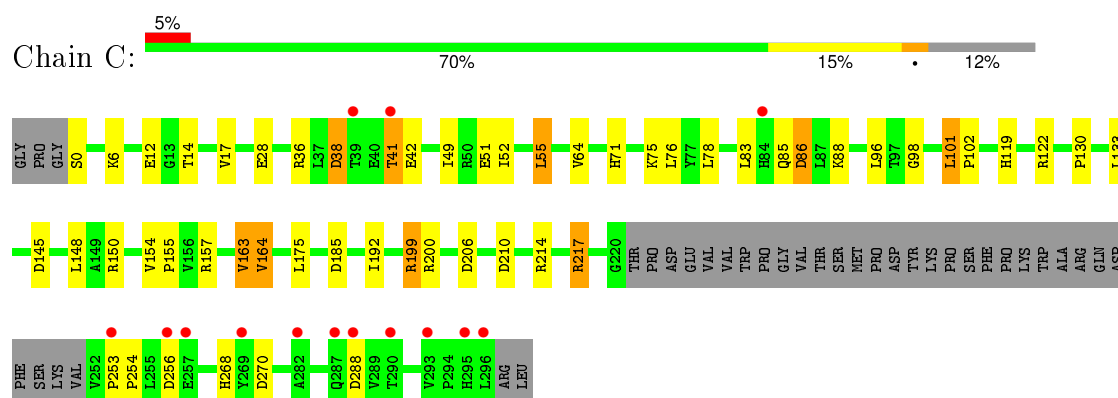 5%
Chain C:
70% 15% • 12%
GLY PRO GLY S0 K6 E12 G13 T14 V17 E28 R36 L37 D38 T39 E40 T41 E42 I49 R50 E51 I52 L55 V64 H71 K75 L76 Y77 L78 L83 H84 Q85 D86 L87 K88 L96 T97 G98 L101 P102 H119 R122 P130
D145 L148 A149 R150 V154 P155 V156 R157 V163 V164 L175 D185 I192 R199 R200 D206 D210 R214 R217 G220 THR PRO ASP GLU VAL VAL TRP PRO GLY VAL THR SER MET PRO ASP TYR LYS PRO SER PHE PRO LYS TRP ALA ARG GLN ASP
PHE SER LYS VAL V252 P253 P254 L255 D256 E257 H268 Y269 D270 A282 Q287 D288 V289 T290 V293 P294 H295 L296 ARG LEU